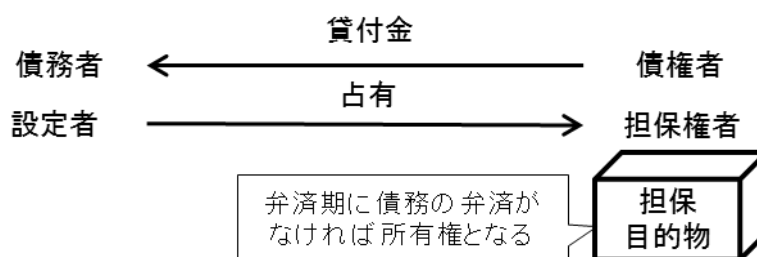 貸付金
債務者
債権者
占有
設定者
担保権者
弁済期に債務の弁済が
なければ所有権となる
担保
目的物